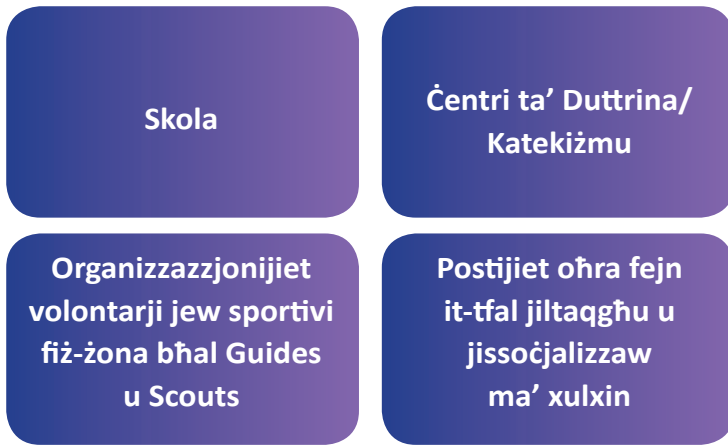 Skola
Ċentri ta’ Duttrina/
Katekiżmu
Organizzazzjonijiet
volontarji jew sportivi
fiż-żona bħal Guides
u Scouts
Postijiet oħra fejn
it-tfal jiltaqgħu u
jissoċjalizzaw
ma’ xulxin